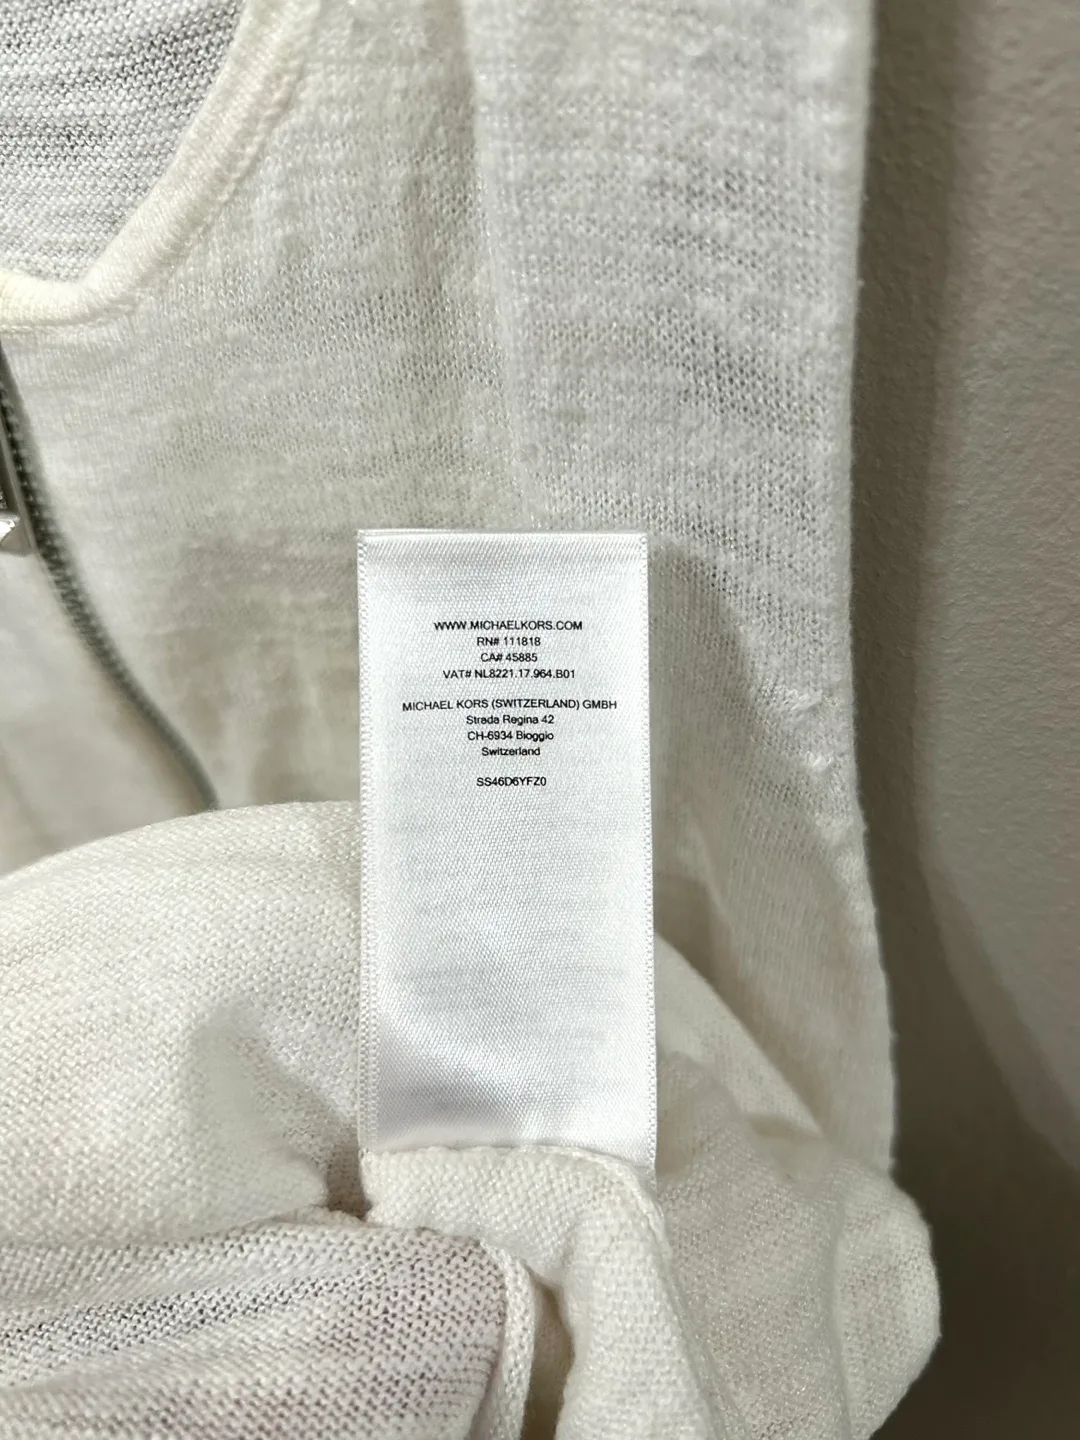 WWW.MICHAELKORS.COM
RN# 111818
CA# 45885
VAT# NL8221.17.964.B01
MICHAEL KORS (SWITZERLAND) GMBH
Strada Regina 42
CH-6934 Bioggio
Switzerland
SS46D6YFZ0